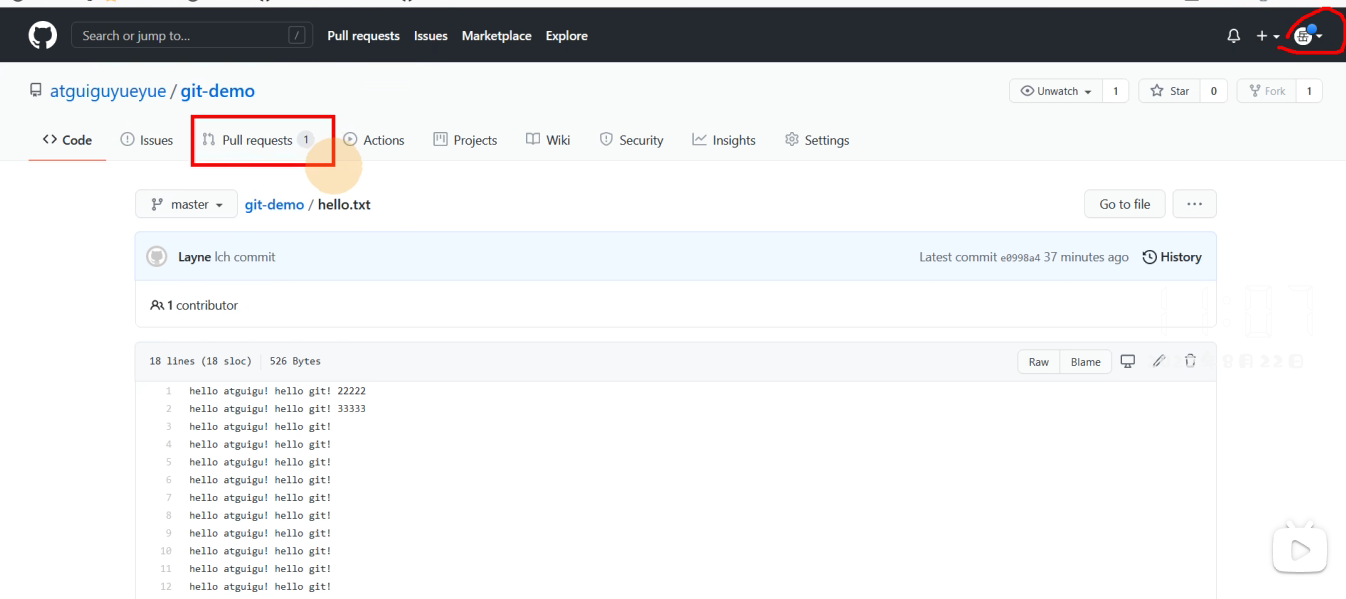 Search or jump to... / Pull requests Issues Marketplace Explore
atguiguyueyue / git-demo Unwatch 1 Star 0 Fork 1
Code Issues Pull requests 1 Actions Projects Wiki Security Insights Settings
master git-demo / hello.txt Go to file ...
Layne lch commit Latest commit e0998a4 37 minutes ago History
1 contributor
18 lines (18 sloc) 526 Bytes Raw Blame
1 hello atguigu! hello git! 22222
2 hello atguigu! hello git! 33333
3 hello atguigu! hello git!
4 hello atguigu! hello git!
5 hello atguigu! hello git!
6 hello atguigu! hello git!
7 hello atguigu! hello git!
8 hello atguigu! hello git!
9 hello atguigu! hello git!
10 hello atguigu! hello git!
11 hello atguigu! hello git!
12 hello atguigu! hello git!